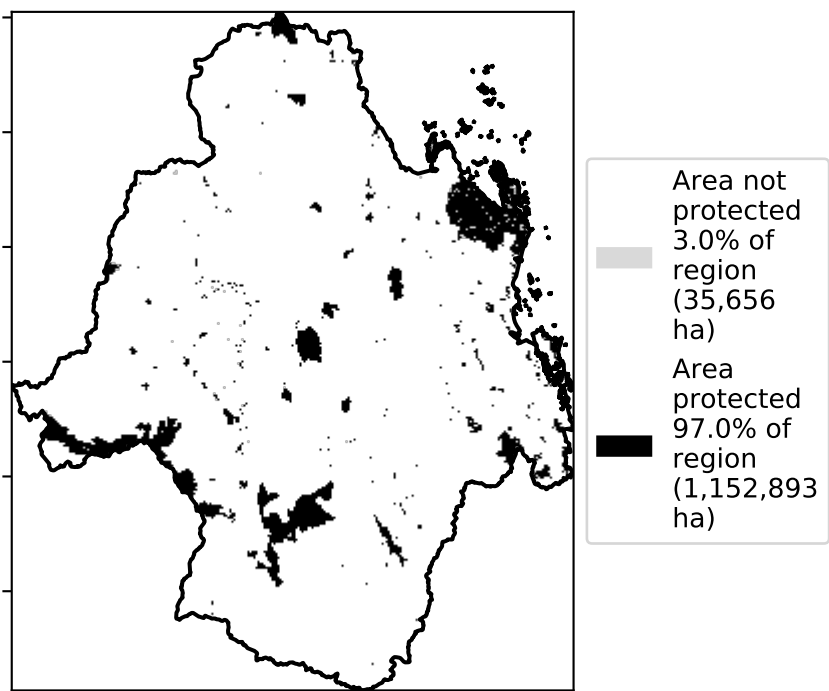 Area not
protected
3.0% of
region
(35,656
ha)
Area
protected
97.0% of
region
(1,152,893
ha)